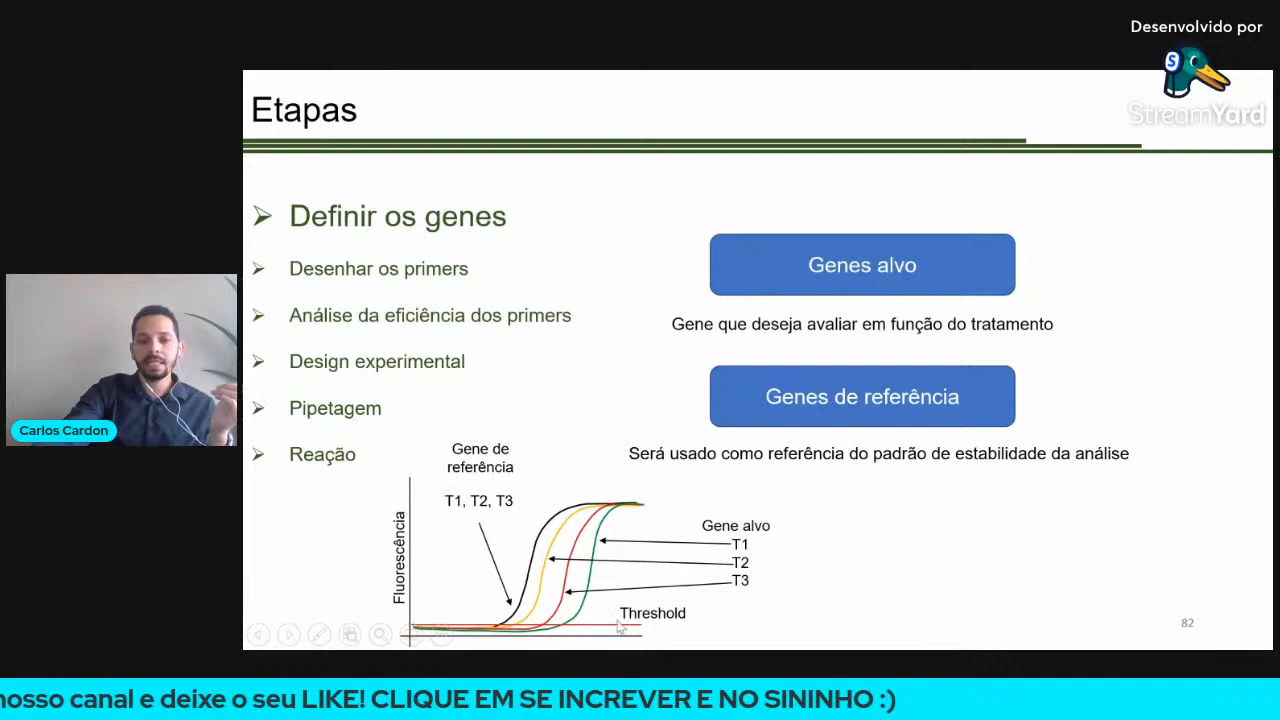 Desenvolvido por
StreamYard
Etapas
Definir os genes
Desenhar os primers
Análise da eficiência dos primers
Design experimental
Pipetagem
Reação
Genes alvo
Gene que deseja avaliar em função do tratamento
Genes de referência
Será usado como referência do padrão de estabilidade da análise
Gene de
referência
T1, T2, T3
Fluorescência
Gene alvo
T1
T2
T3
Threshold
82
Carlos Cardon
nosso canal e deixe o seu LIKE! CLIQUE EM SE INCREVER E NO SININHO :)